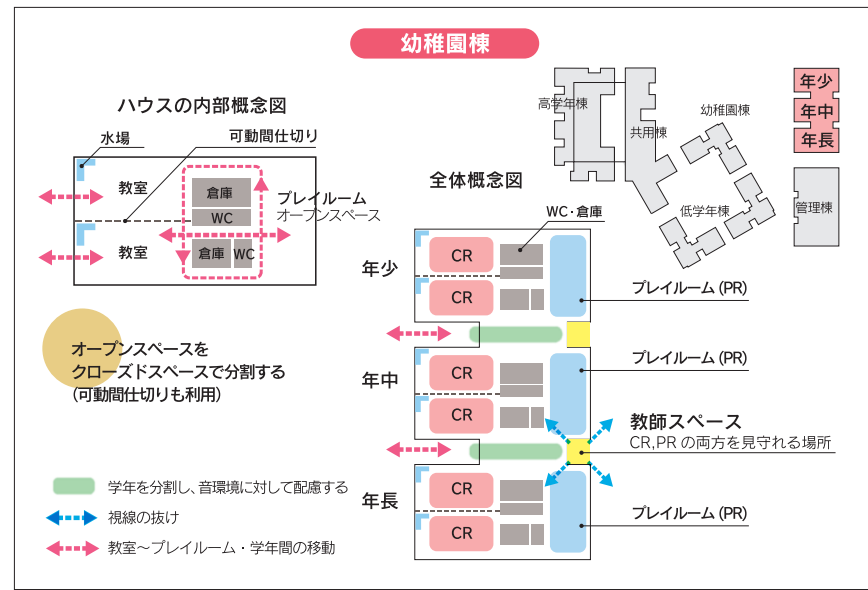 幼稚園棟
ハウスの内部概念図
水場
可動間仕切り
教室
倉庫
WC
教室
倉庫
WC
プレイルーム
オープンスペース
高学年棟
共用棟
幼稚園棟
低学年棟
年少
年中
年長
管理棟
全体概念図
WC・倉庫
年少
CR
CR
プレイルーム(PR)
年中
CR
CR
プレイルーム(PR)
教師スペース
CR,PRの両方を見守れる場所
年長
CR
CR
プレイルーム(PR)
オープンスペースを
クローズドスペースで分割する
(可動間仕切りも利用)
学年を分割し、音環境に対して配慮する
視線の抜け
教室～プレイルーム・学年間の移動